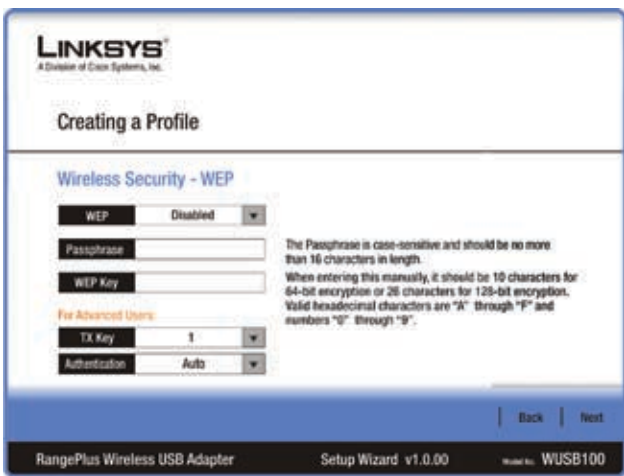 LINKSYS®
A Division of Cisco Systems, Inc.
Creating a Profile
Wireless Security - WEP
WEP Disabled
Passphrase
WEP Key
The Passphrase is case-sensitive and should be no more
than 16 characters in length.
When entering this manually, it should be 10 characters for
64-bit encryption or 26 characters for 128-bit encryption.
Valid hexadecimal characters are "A" through "F" and
numbers "0" through "9".
For Advanced Users:
TX Key 1
Authentication Auto
Back Next
RangePlus Wireless USB Adapter Setup Wizard v1.0.00 Model No. WUSB100